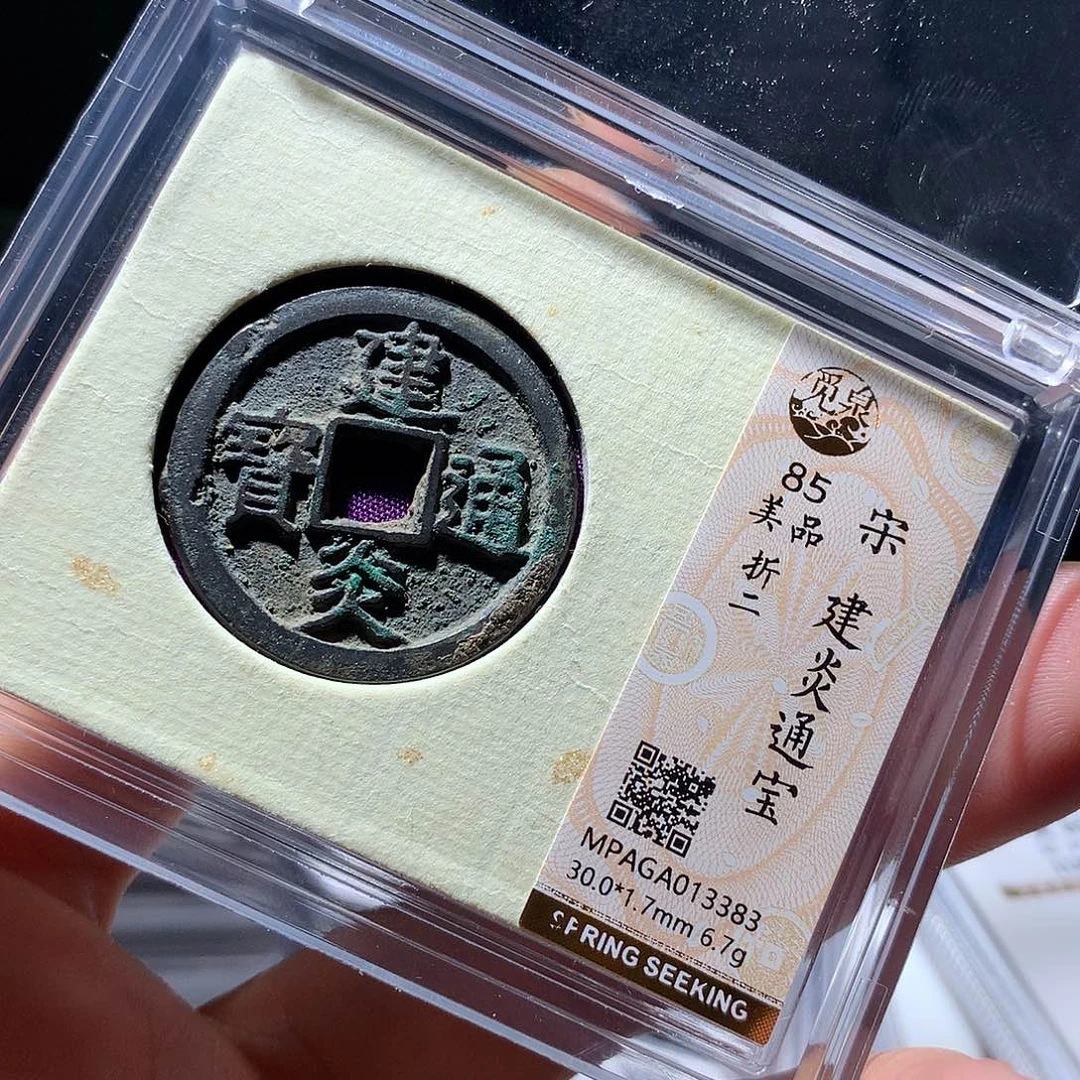 建
炎
通
寶
觅泉
85
美品
折二
宋
建炎通宝
MPAGA013383
30.0*1.7mm 6.7g
SPRING SEEKING